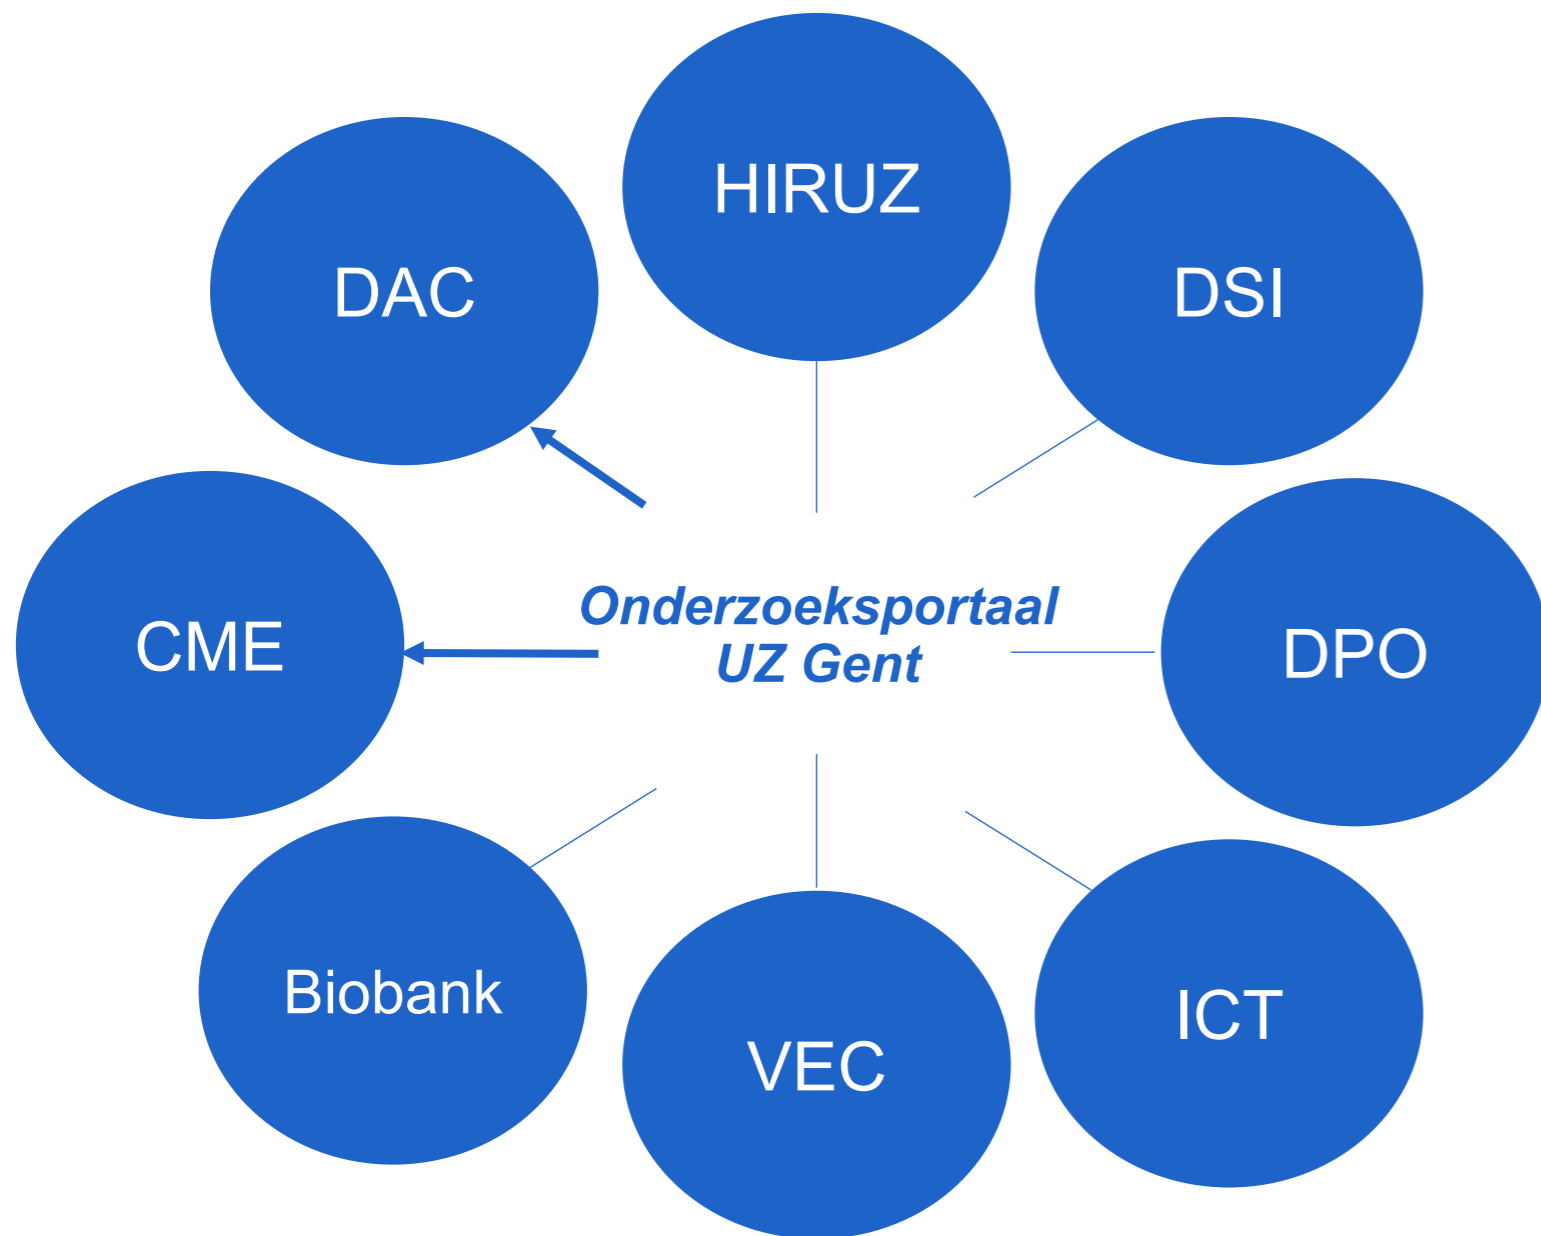 HIRUZ
DAC
DSI
Onderzoeksportaal
UZ Gent
CME
DPO
Biobank
ICT
VEC